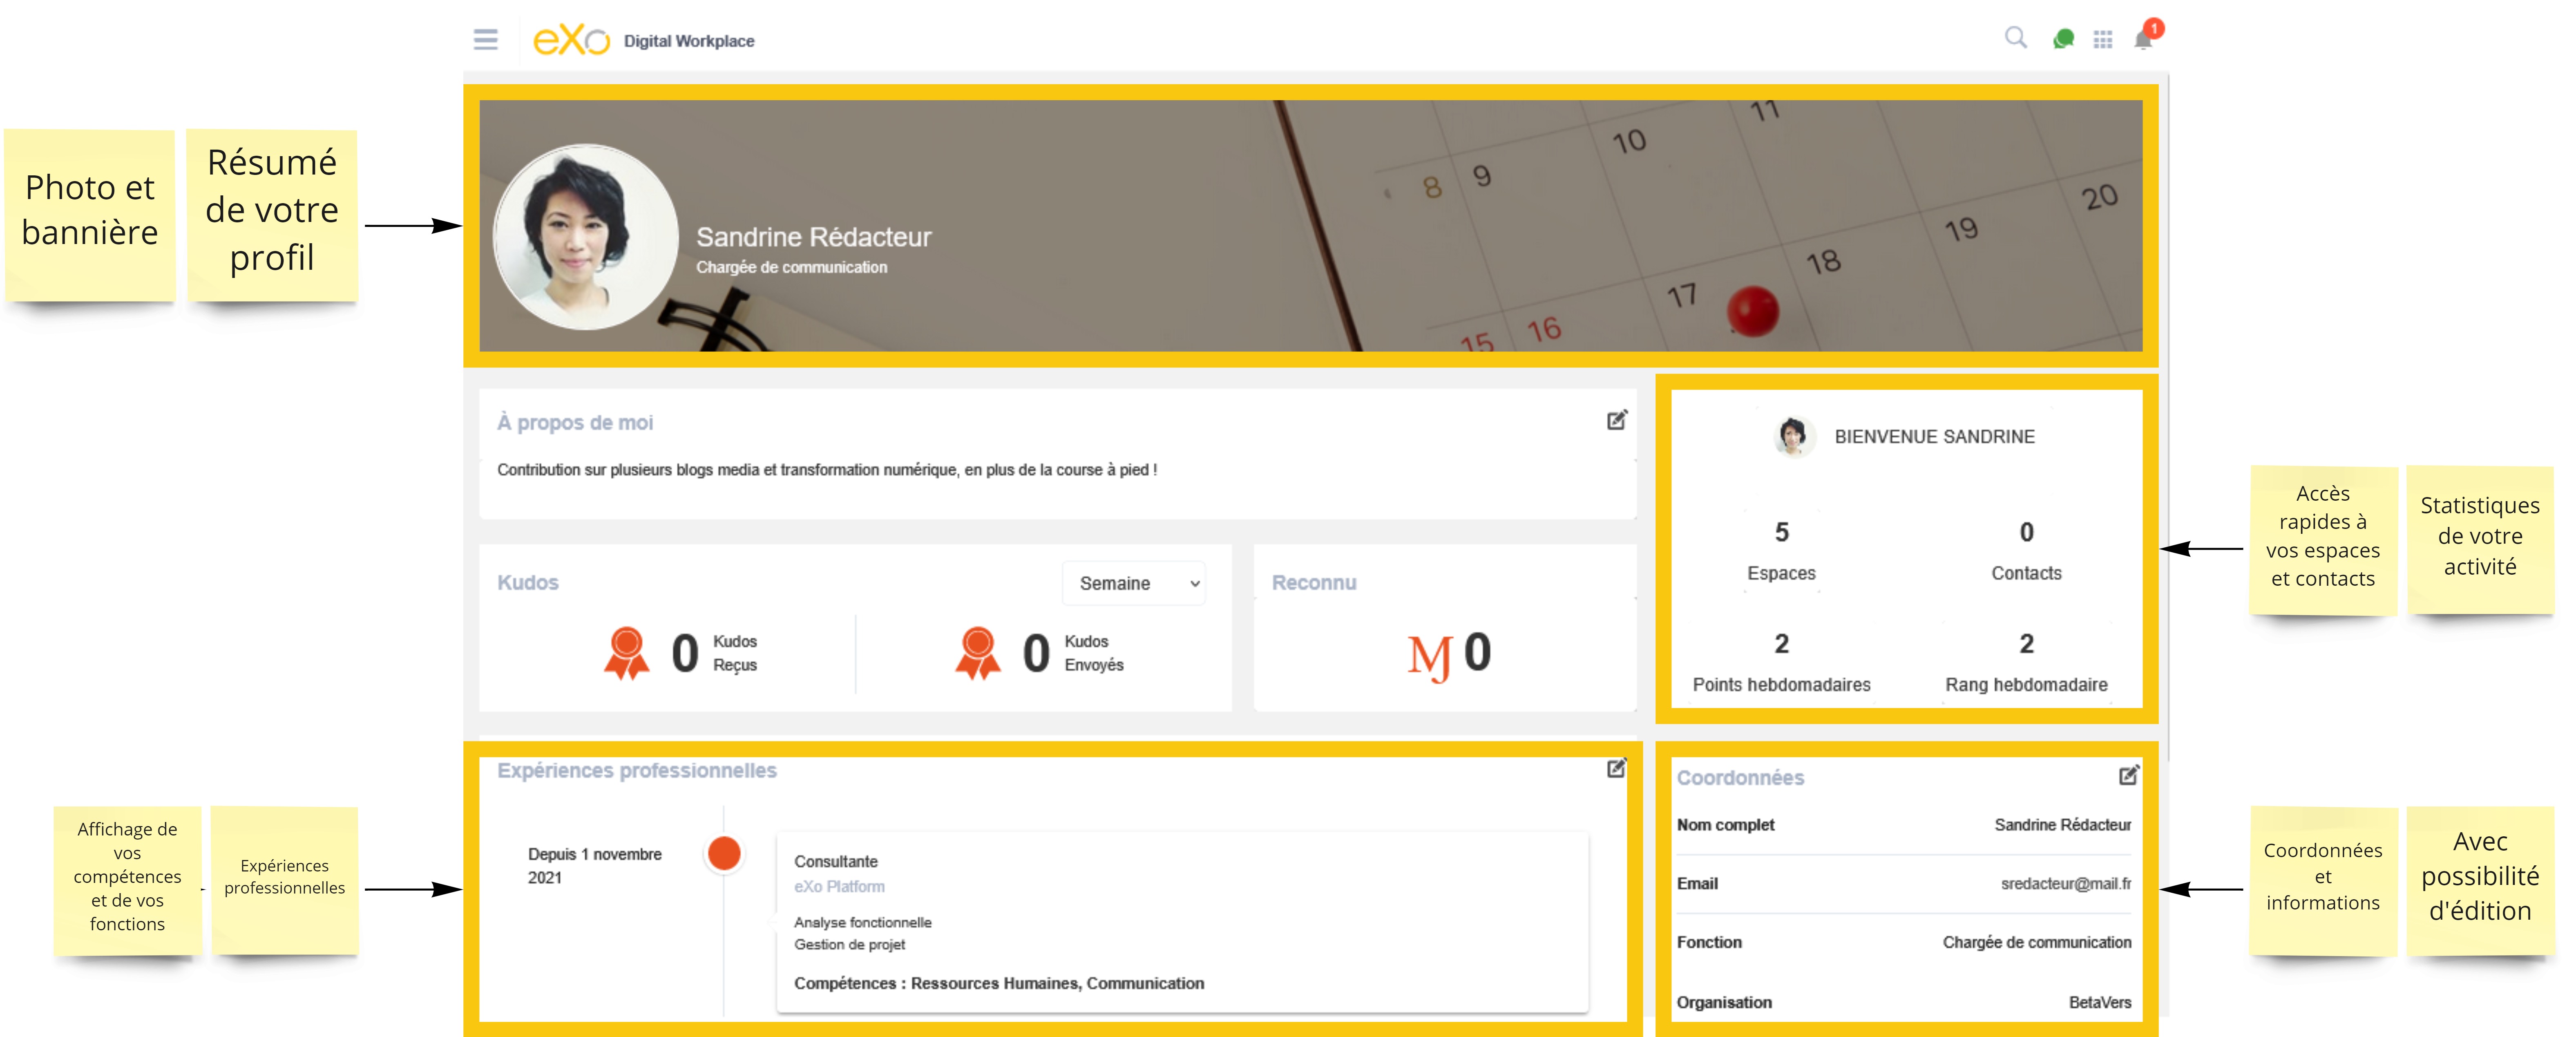 eXo Digital Workplace
1
Photo et
bannière
Résumé
de votre
profil
Sandrine Rédacteur
Chargée de communication
8 9 10 11
15 16 17 18 19 20
À propos de moi
Contribution sur plusieurs blogs media et transformation numérique, en plus de la course à pied !
BIENVENUE SANDRINE
5
Espaces
0
Contacts
2
Points hebdomadaires
2
Rang hebdomadaire
Accès
rapides à
vos espaces
et contacts
Statistiques
de votre
activité
Kudos
Semaine
0 Kudos
Reçus
0 Kudos
Envoyés
Reconnu
MJ 0
Affichage de
vos
compétences
et de vos
fonctions
Expériences
professionnelles
Expériences professionnelles
Depuis 1 novembre
2021
Consultante
eXo Platform
Analyse fonctionnelle
Gestion de projet
Compétences : Ressources Humaines, Communication
Coordonnées
Nom complet Sandrine Rédacteur
Email sredacteur@mail.fr
Fonction Chargée de communication
Organisation BetaVers
Coordonnées
et
informations
Avec
possibilité
d'édition